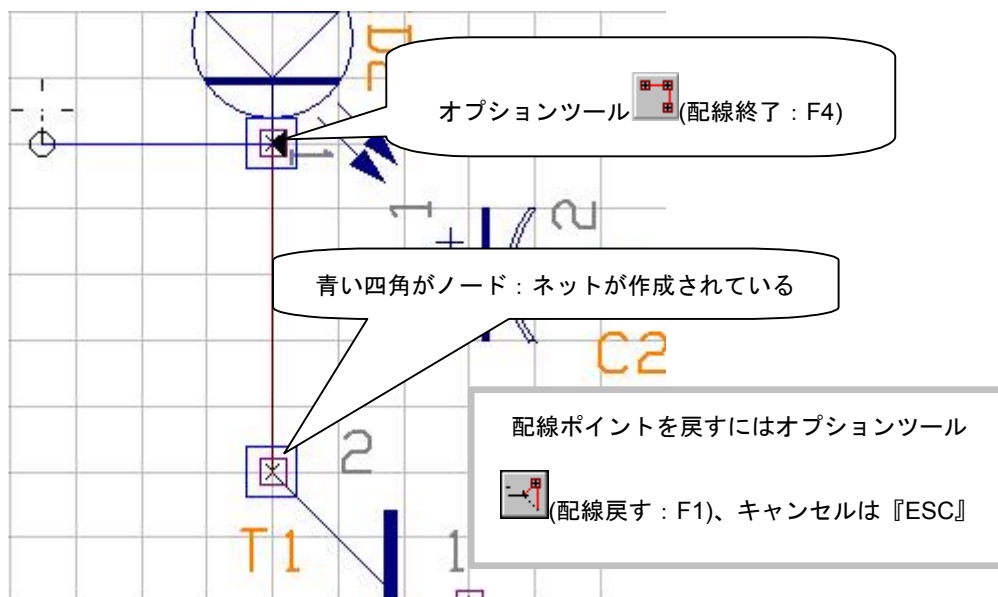 オプションツール(配線終了：F4)
1
1
2
青い四角がノード：ネットが作成されている
C2
配線ポイントを戻すにはオプションツール
2
(配線戻す：F1)、キャンセルは『ESC』
T1
1